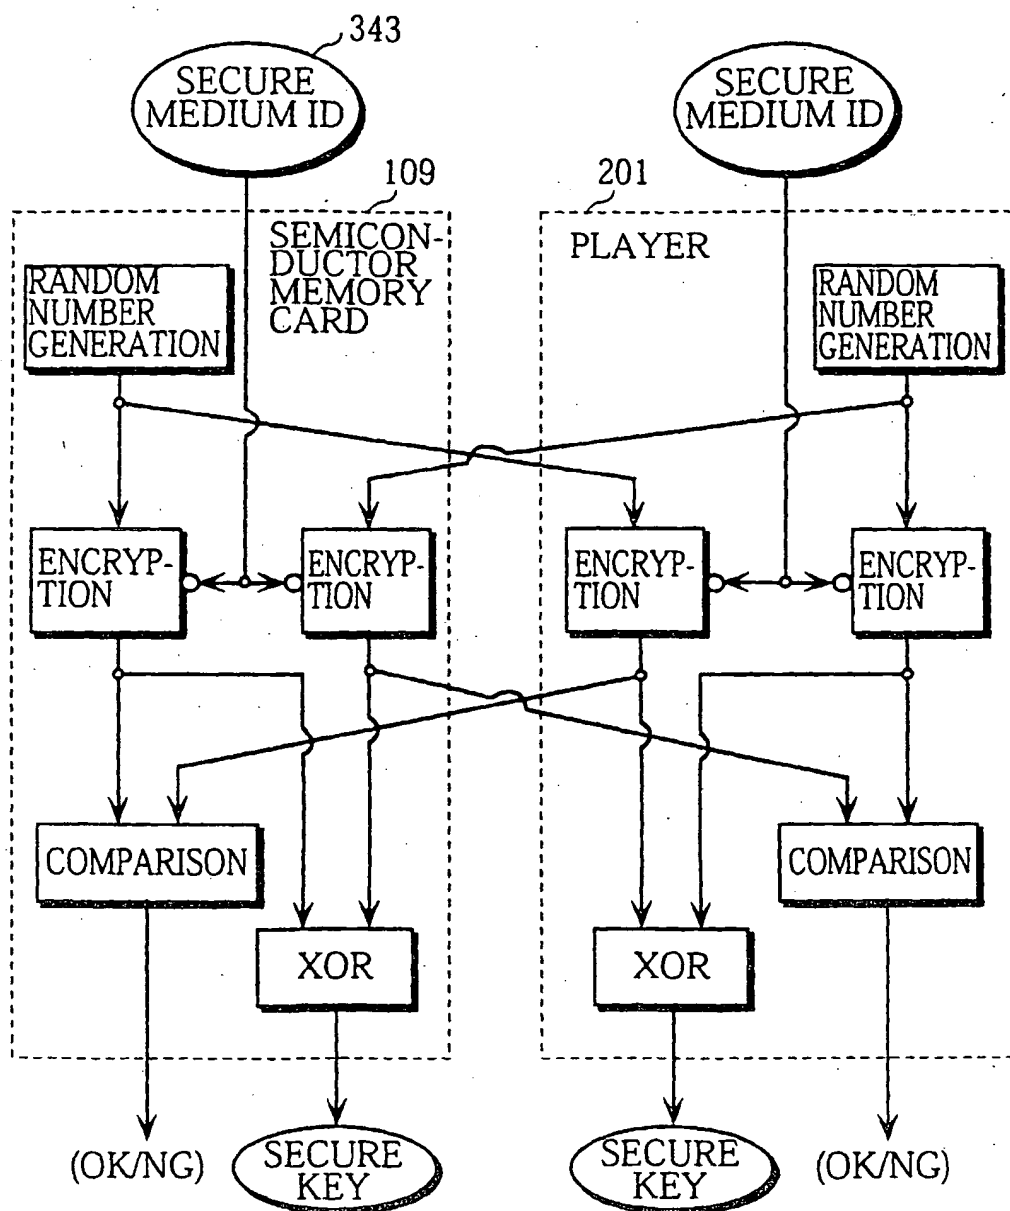 343
SECURE
MEDIUM ID
SECURE
MEDIUM ID
109
201
SEMICON-
DUCTOR
MEMORY
CARD
PLAYER
RANDOM
NUMBER
GENERATION
RANDOM
NUMBER
GENERATION
ENCRYP-
TION
ENCRYP-
TION
ENCRYP-
TION
ENCRYP-
TION
COMPARISON
COMPARISON
XOR
XOR
(OK/NG)
SECURE
KEY
SECURE
KEY
(OK/NG)